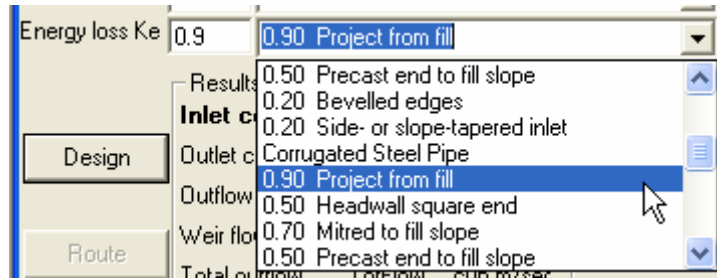 Energy loss Ke 0.9 0.90 Project from fill
0.50 Precast end to fill slope
Results 0.20 Bevelled edges
Inlet co 0.20 Side- or slope-tapered inlet
Design Outlet c Corrugated Steel Pipe
0.90 Project from fill
Outflow 0.50 Headwall square end
Weir flo 0.70 Mitred to fill slope
Route 0.50 Precast end to fill slope
Total outflow